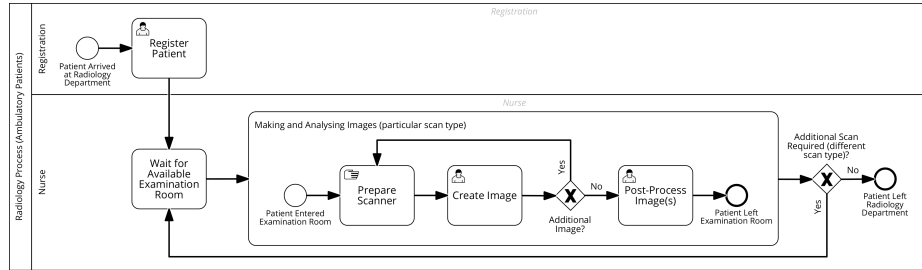 Radiology Process (Ambulatory Patients)
Registration
Registration
Register
Patient
Patient Arrived
at Radiology
Department
Nurse
Nurse
Wait for
Available
Examination
Room
Making and Analysing Images (particular scan type)
Patient Entered
Examination Room
Prepare
Scanner
Create Image
Yes
No
Additional
Image?
Post-Process
Image(s)
Patient Left
Examination Room
Additional Scan
Required (different
scan type)?
No
Yes
Patient Left
Radiology
Department